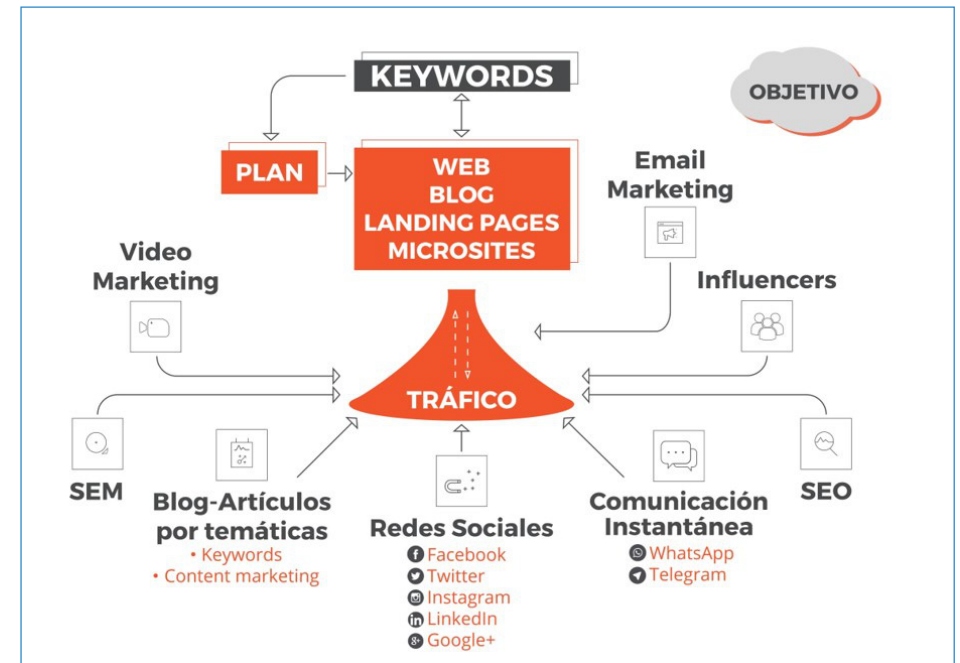 KEYWORDS
OBJETIVO
PLAN
WEB
BLOG
LANDING PAGES
MICROSITES
Email
Marketing
Video
Marketing
Influencers
TRÁFICO
SEM
Blog-Artículos
por temáticas
• Keywords
• Content marketing
Redes Sociales
Facebook
Twitter
Instagram
LinkedIn
Google+
Comunicación
Instantánea
WhatsApp
Telegram
SEO